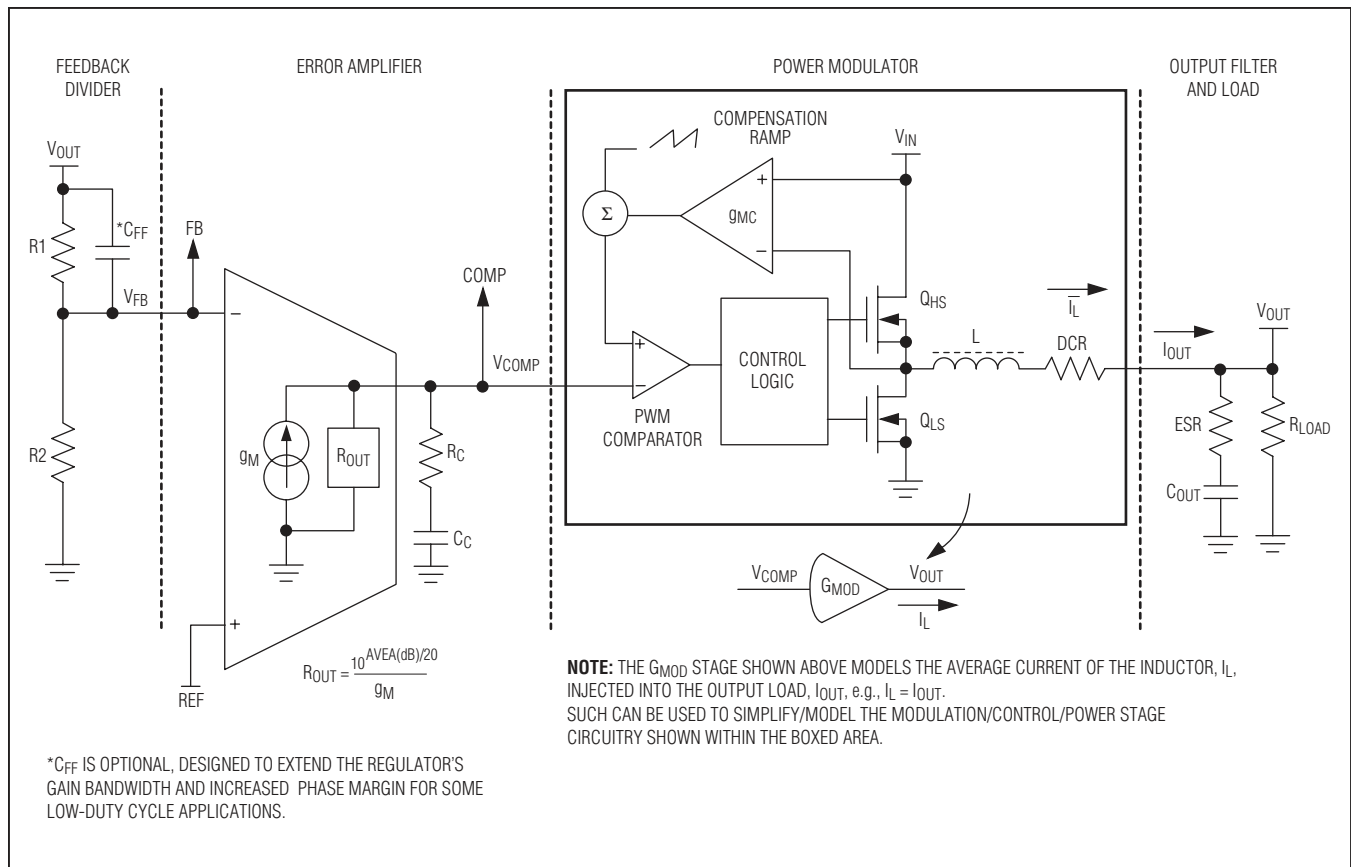 FEEDBACK
DIVIDER
ERROR AMPLIFIER
POWER MODULATOR
OUTPUT FILTER
AND LOAD
VOUT
R1
*CFF
VFB
R2
FB
−
gM
ROUT
+
REF
ROUT = 10^AVEA(dB)/20
gM
COMP
VCOMP
RC
CC
COMPENSATION
RAMP
Σ
gMC
+
−
VIN
+
−
PWM
COMPARATOR
CONTROL
LOGIC
QHS
QLS
IL
L
DCR
IOUT
VOUT
ESR
COUT
RLOAD
VCOMP
GMOD
VOUT
IL
NOTE: THE GMOD STAGE SHOWN ABOVE MODELS THE AVERAGE CURRENT OF THE INDUCTOR, IL,
INJECTED INTO THE OUTPUT LOAD, IOUT, e.g., IL = IOUT.
SUCH CAN BE USED TO SIMPLIFY/MODEL THE MODULATION/CONTROL/POWER STAGE
CIRCUITRY SHOWN WITHIN THE BOXED AREA.
*CFF IS OPTIONAL, DESIGNED TO EXTEND THE REGULATOR'S
GAIN BANDWIDTH AND INCREASED PHASE MARGIN FOR SOME
LOW-DUTY CYCLE APPLICATIONS.